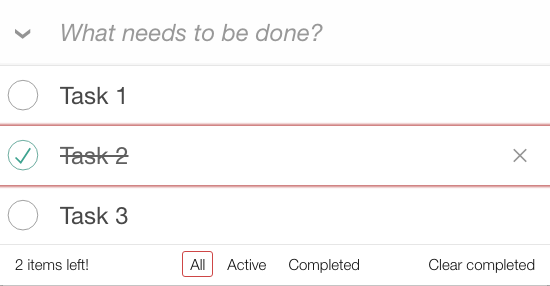 What needs to be done?
Task 1
Task 2
Task 3
2 items left! All Active Completed Clear completed